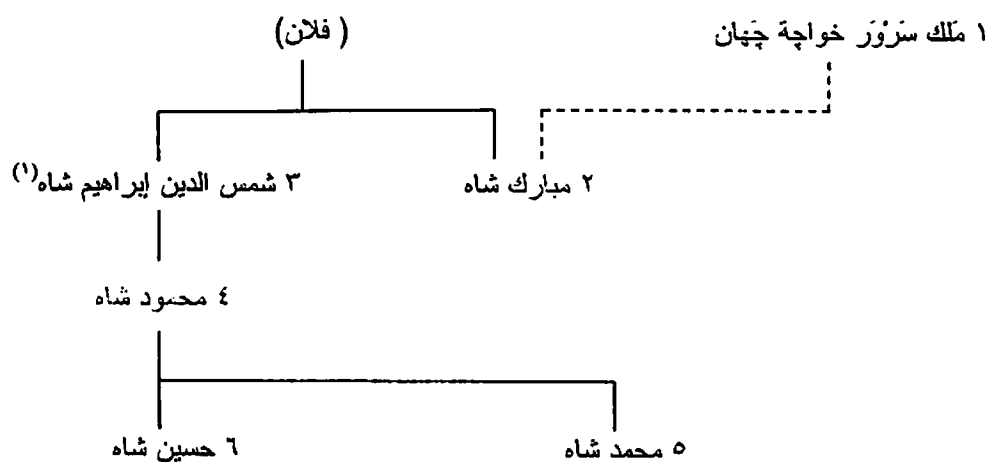 ١ مَلك سَرْوَر خواچة جَهان
( فلان)
٢ مبارك شاه
٣ شمس الدين إبراهيم شاه(١)
٤ محمود شاه
٥ محمد شاه
٦ حسين شاه